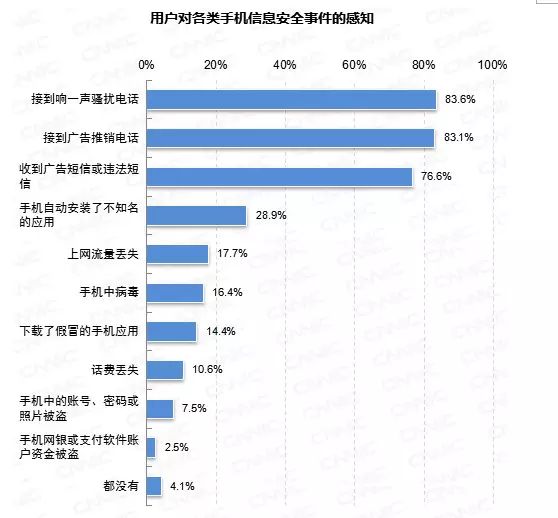 用户对各类手机信息安全事件的感知
0% 20% 40% 60% 80% 100%
接到响一声骚扰电话 83.6%
接到广告推销电话 83.1%
收到广告短信或违法短
信 76.6%
手机自动安装了不知名
的应用 28.9%
上网流量丢失 17.7%
手机中病毒 16.4%
下载了假冒的手机应用 14.4%
话费丢失 10.6%
手机中的账号、密码或
照片被盗 7.5%
手机网银或支付软件账
户资金被盗 2.5%
都没有 4.1%
CNNIC